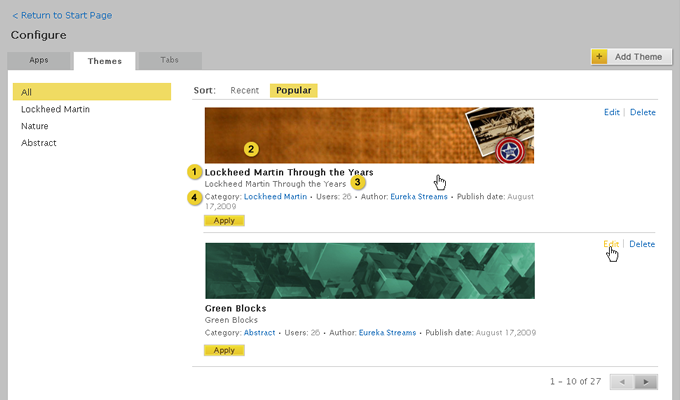 < Return to Start Page
Configure
Apps
Themes
Tabs
+ Add Theme
All
Lockheed Martin
Nature
Abstract
Sort: Recent Popular
Edit | Delete
2
1 Lockheed Martin Through the Years
Lockheed Martin Through the Years 3
4 Category: Lockheed Martin • Users: 26 • Author: Eureka Streams • Publish date: August
17,2009
Apply
Edit | Delete
Green Blocks
Green Blocks
Category: Abstract • Users: 26 • Author: Eureka Streams • Publish date: August 17,2009
Apply
1 – 10 of 27